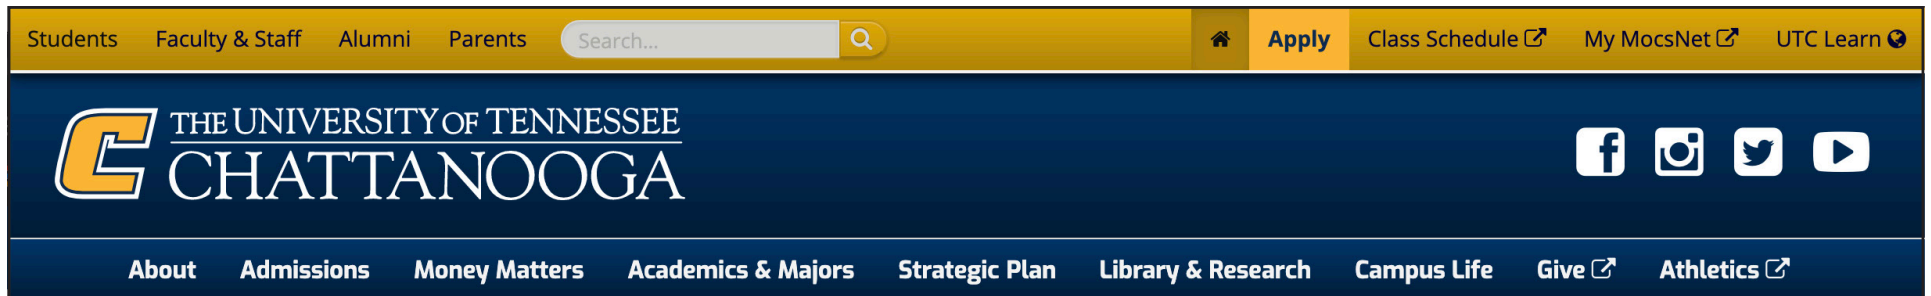 Students Faculty & Staff Alumni Parents Search... Apply Class Schedule My MocsNet UTC Learn
THE UNIVERSITY OF TENNESSEE
CHATTANOOGA
About Admissions Money Matters Academics & Majors Strategic Plan Library & Research Campus Life Give Athletics